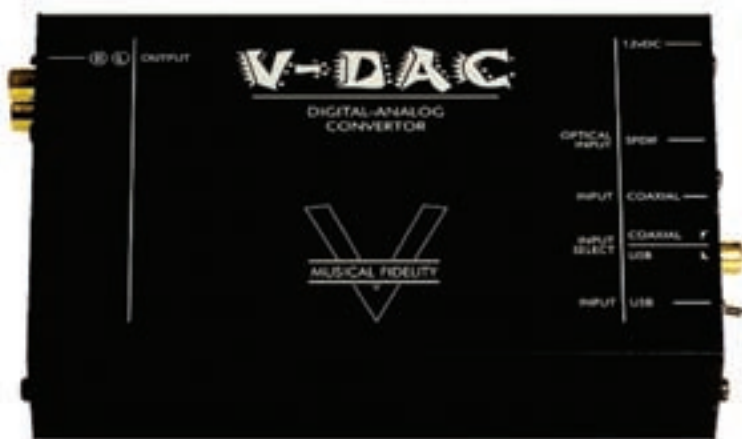 Ⓡ Ⓛ OUTPUT
V-DAC
DIGITAL-ANALOG
CONVERTOR
12vDC
OPTICAL
INPUT
SPDIF
INPUT COAXIAL
INPUT
SELECT
COAXIAL
USB
INPUT USB
MUSICAL FIDELITY